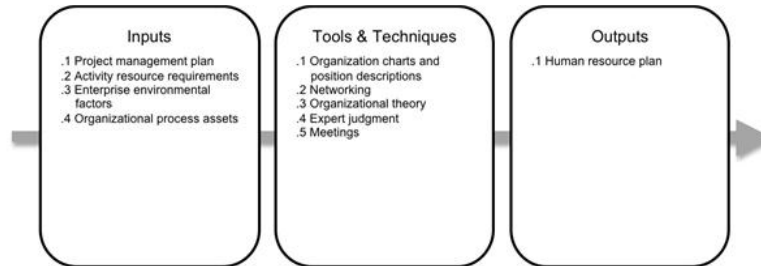 Inputs
.1 Project management plan
.2 Activity resource requirements
.3 Enterprise environmental
factors
.4 Organizational process assets
Tools & Techniques
.1 Organization charts and
position descriptions
.2 Networking
.3 Organizational theory
.4 Expert judgment
.5 Meetings
Outputs
.1 Human resource plan